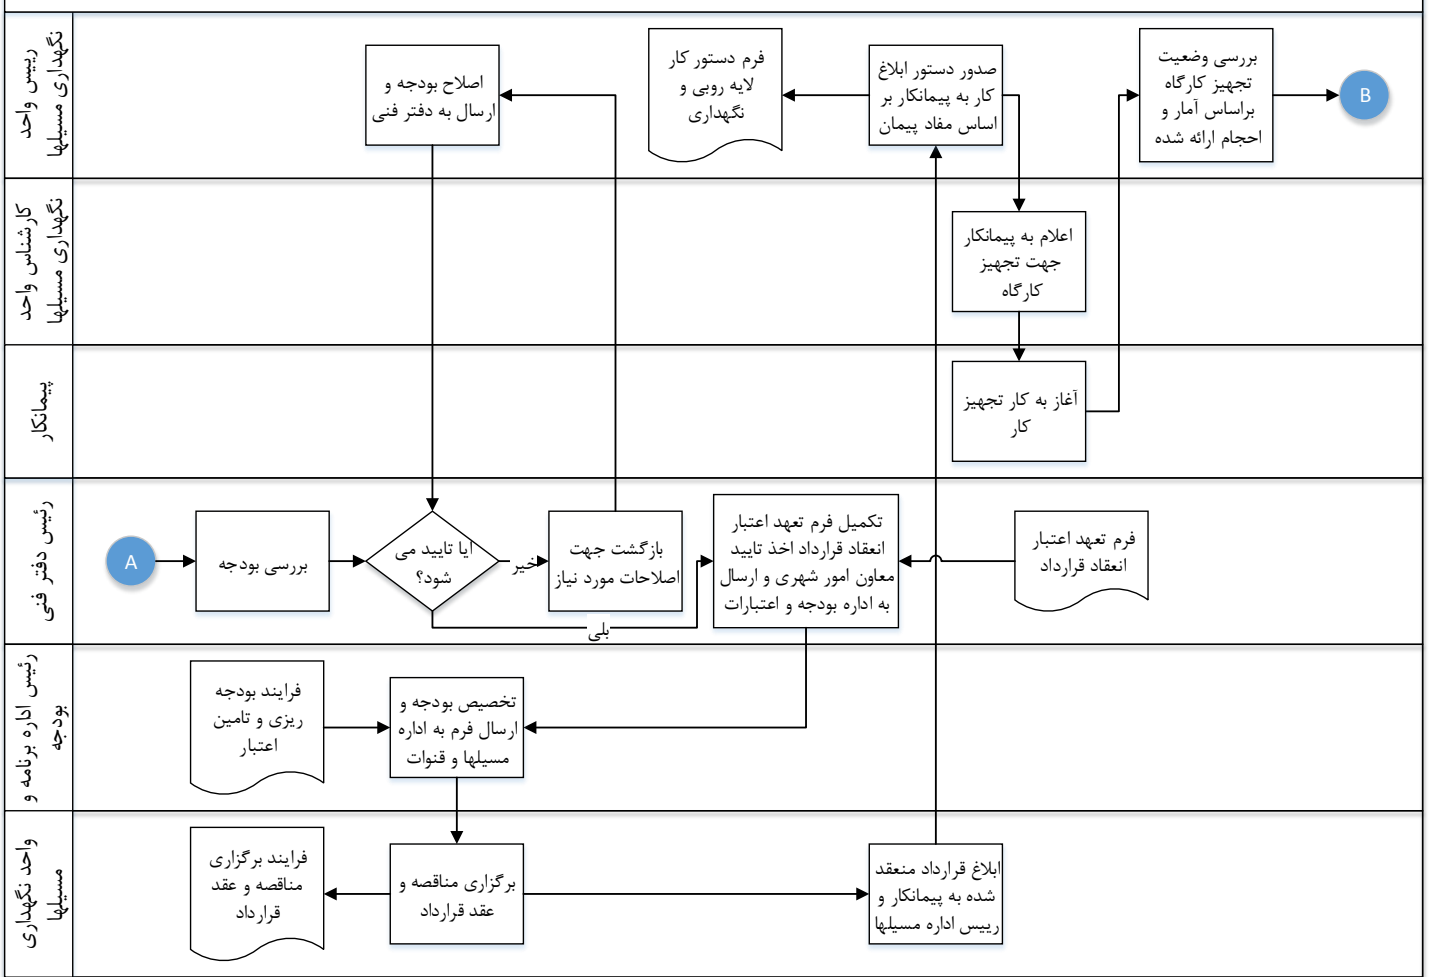 رییس واحد
نگهداری مسیلها
اصلاح بودجه و
ارسال به دفتر فنی
فرم دستور کار
لایه روبی و
نگهداری
صدور دستور ابلاغ
کار به پیمانکار بر
اساس مفاد پیمان
بررسی وضعیت
تجهیز کارگاه
براساس آمار و
احجام ارائه شده
B
کارشناس واحد
نگهداری مسیلها
اعلام به پیمانکار
جهت تجهیز
کارگاه
پیمانکار
آغاز به کار تجهیز
کار
رئیس دفتر فنی
A
بررسی بودجه
ایا تایید می
شود؟
خیر
بلی
بازگشت جهت
اصلاحات مورد نیاز
تکمیل فرم تعهد اعتبار
انعقاد قرارداد اخذ تایید
معاون امور شهری و ارسال
به اداره بودجه و اعتبارات
فرم تعهد اعتبار
انعقاد قرارداد
رئیس اداره برنامه و
بودجه
فرایند بودجه
ریزی و تامین
اعتبار
تخصیص بودجه و
ارسال فرم به اداره
مسیلها و قنوات
واحد نگهداری
مسیلها
فرایند برگزاری
مناقصه و عقد
قرارداد
برگزاری مناقصه و
عقد قرارداد
ابلاغ قرارداد منعقد
شده به پیمانکار و
رییس اداره مسیلها